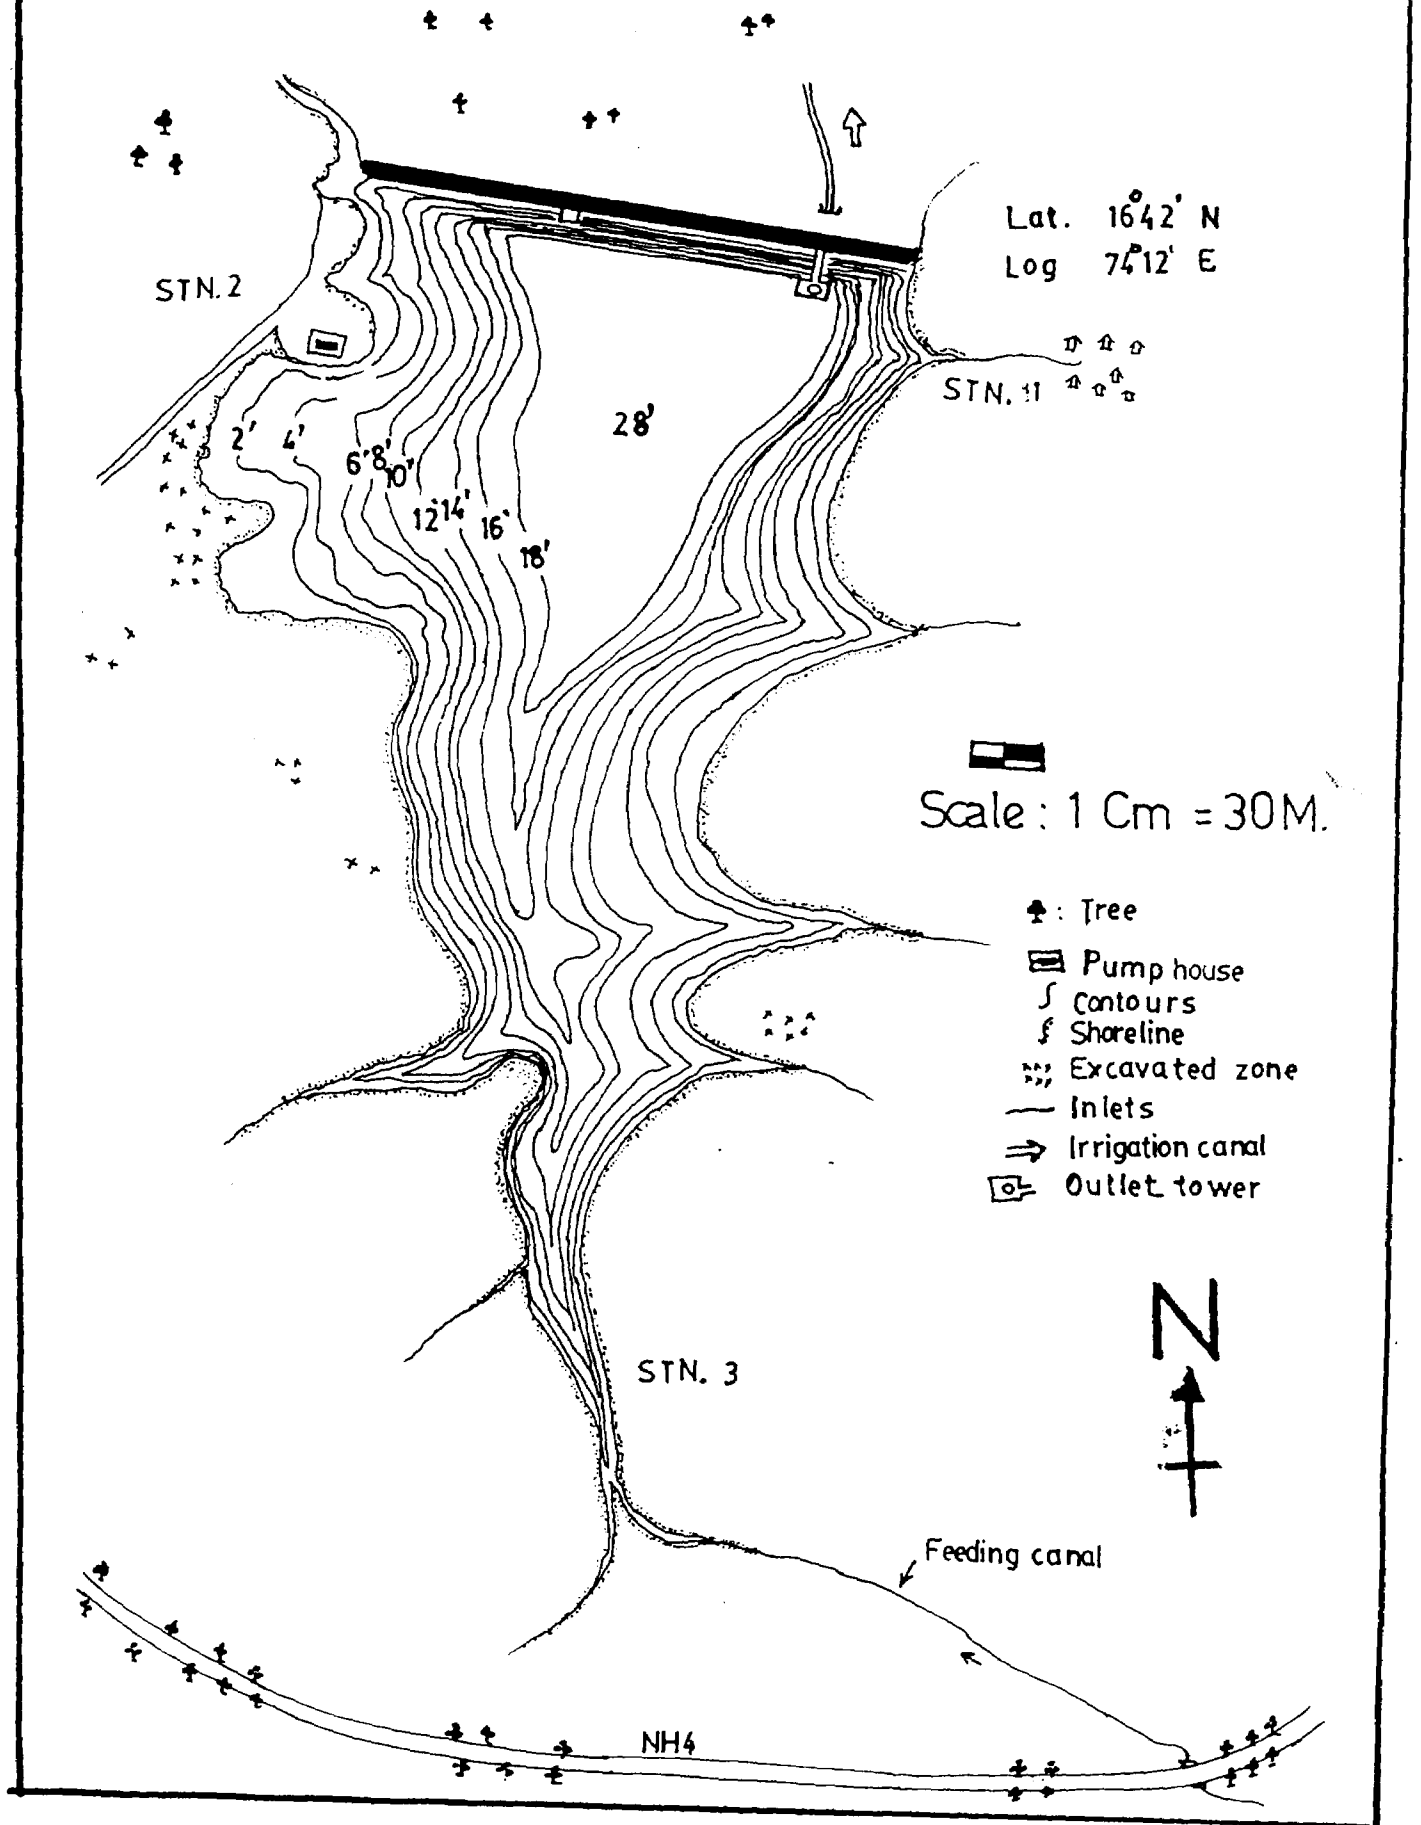 Lat. 16°42' N
Log 74°12' E
STN. 2
STN. 1
28'
2'
4'
6'
8'
10'
12'
14'
16'
18'
Scale : 1 Cm = 30M.
: Tree
Pump house
Contours
Shoreline
Excavated zone
Inlets
Irrigation canal
Outlet tower
N
STN. 3
Feeding canal
NH4